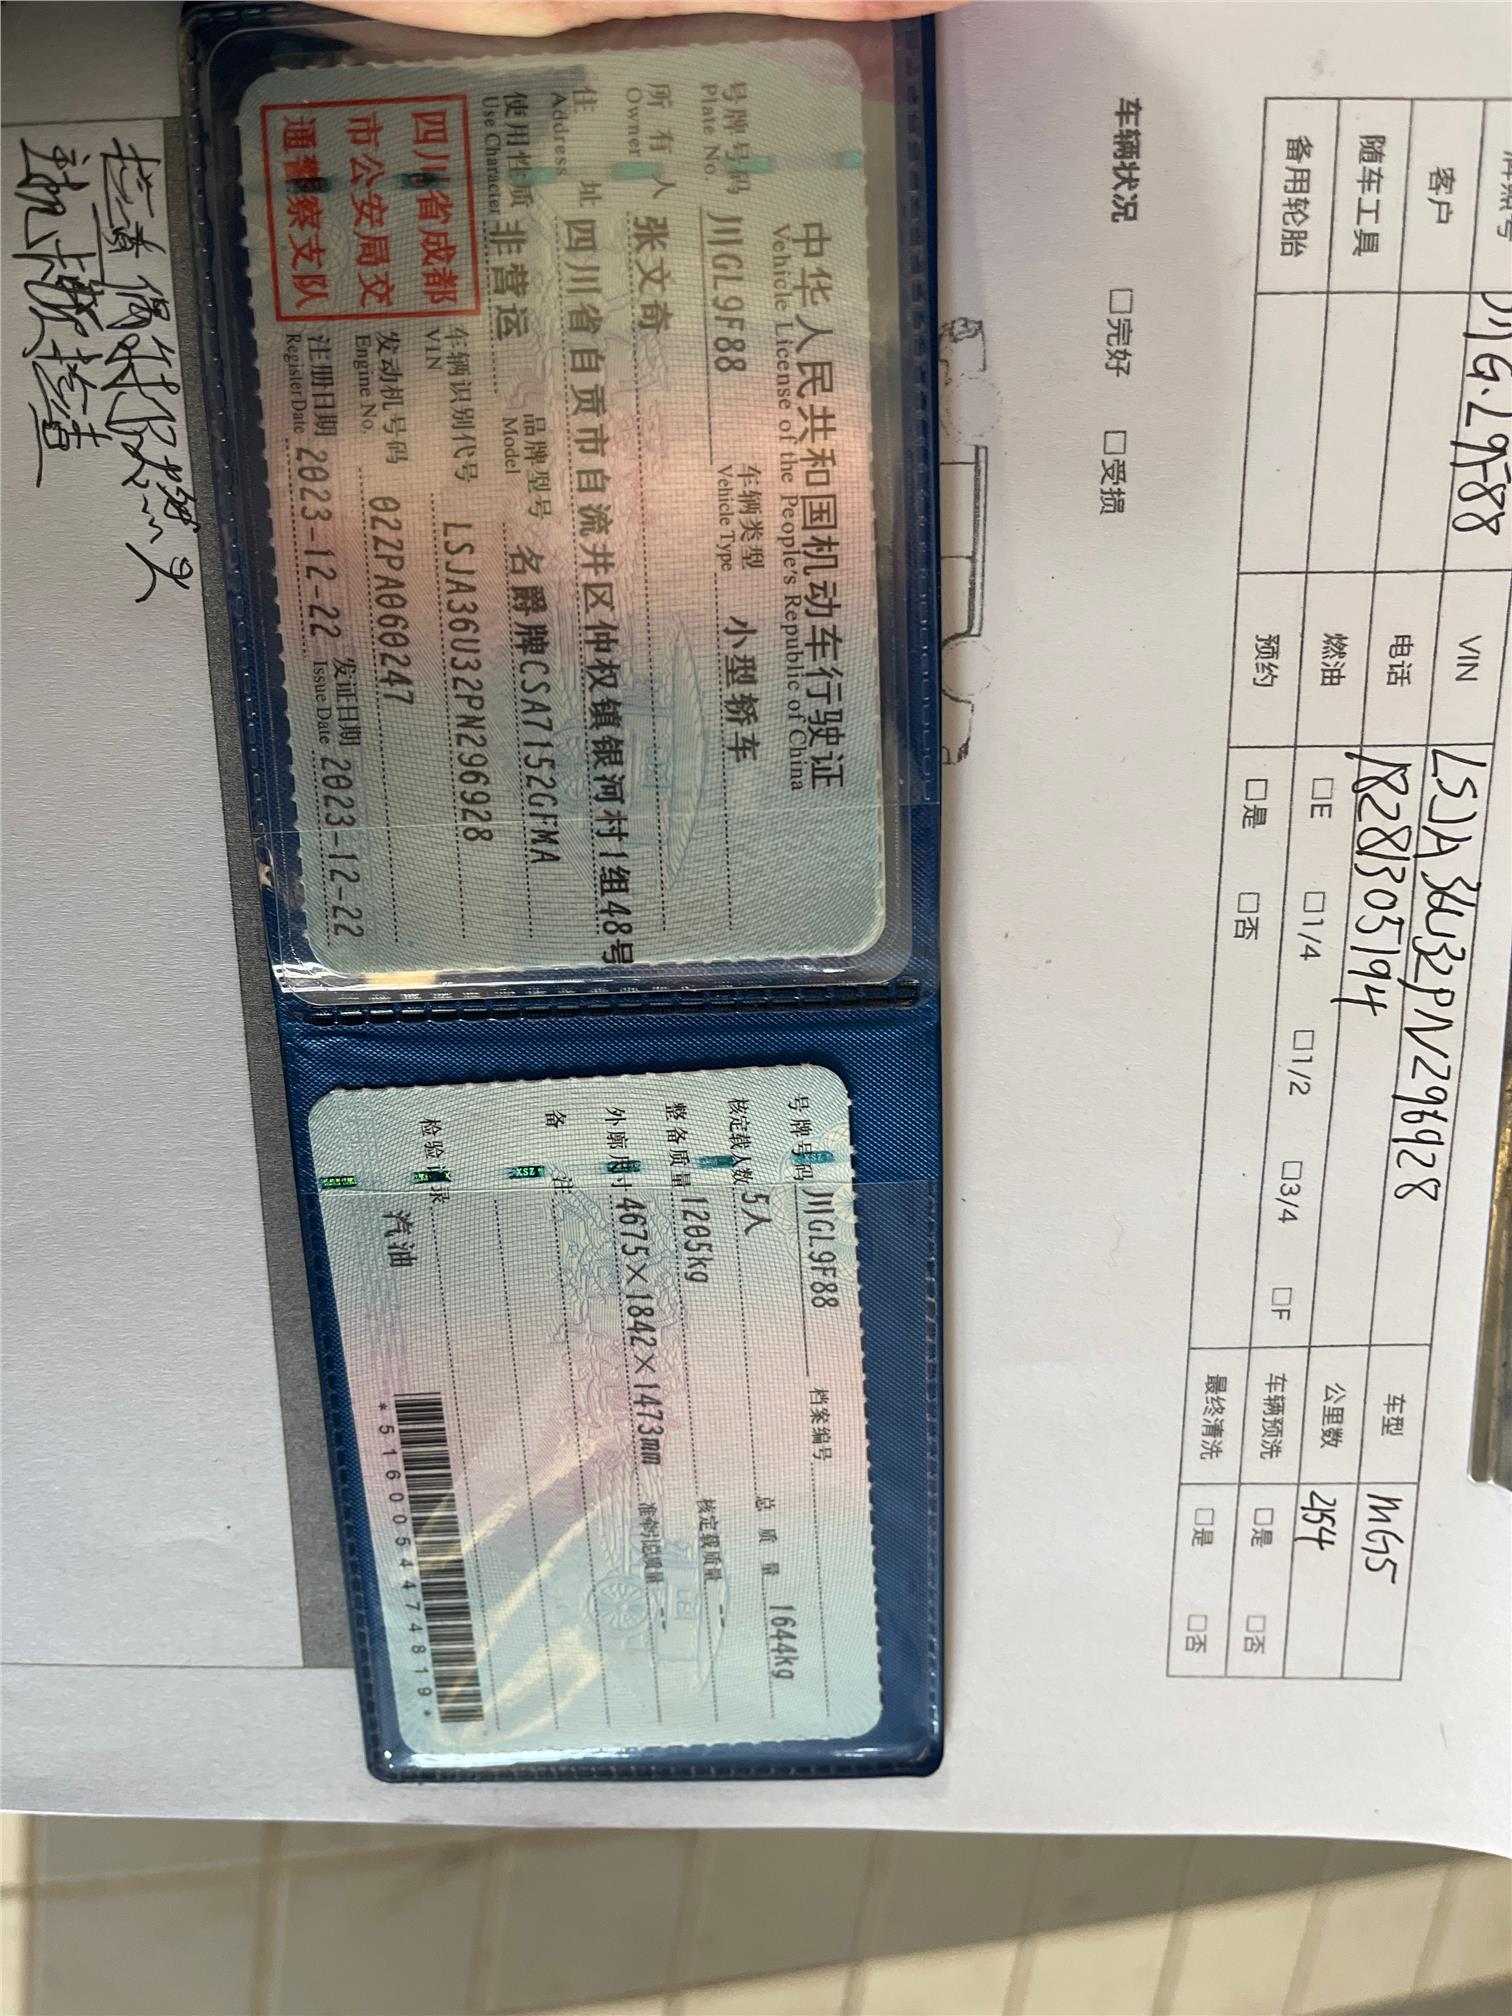 川G·L9F88
VIN
LSJA36U32PN296928
车型
MG5
客户
电话
18281305194
公里数
2154
随车工具
燃油
□E □1/4 □1/2 □3/4 □F
车辆预洗
□是 □否
备用轮胎
预约
□是 □否
最终清洗
□是 □否
车辆状况 □完好 □受损
中华人民共和国机动车行驶证
Vehicle License of the People's Republic of China
号牌号码 川GL9F88 车辆类型 小型轿车
Plate No. Vehicle Type
所有人 张文奇
Owner
住址 四川省自贡市自流井区仲权镇银河村1组48号
Address
使用性质 非营运 品牌型号 名爵牌CSA7152GFMA
Use Character Model
四川省成都
市公安局交
通警察支队
车辆识别代号 LSJA36U32PN296928
VIN
发动机号码 02ZPA060247
Engine No.
注册日期 2023-12-22 发证日期 2023-12-22
Register Date Issue Date
号牌号码 川GL9F88 档案编号
核定载人数 5人 总质量 1644kg
整备质量 1205kg 核定载质量 --
外廓尺寸 4675×1842×1473mm 准牵引总质量 --
备注
检验记录
汽油
*5160054474819*